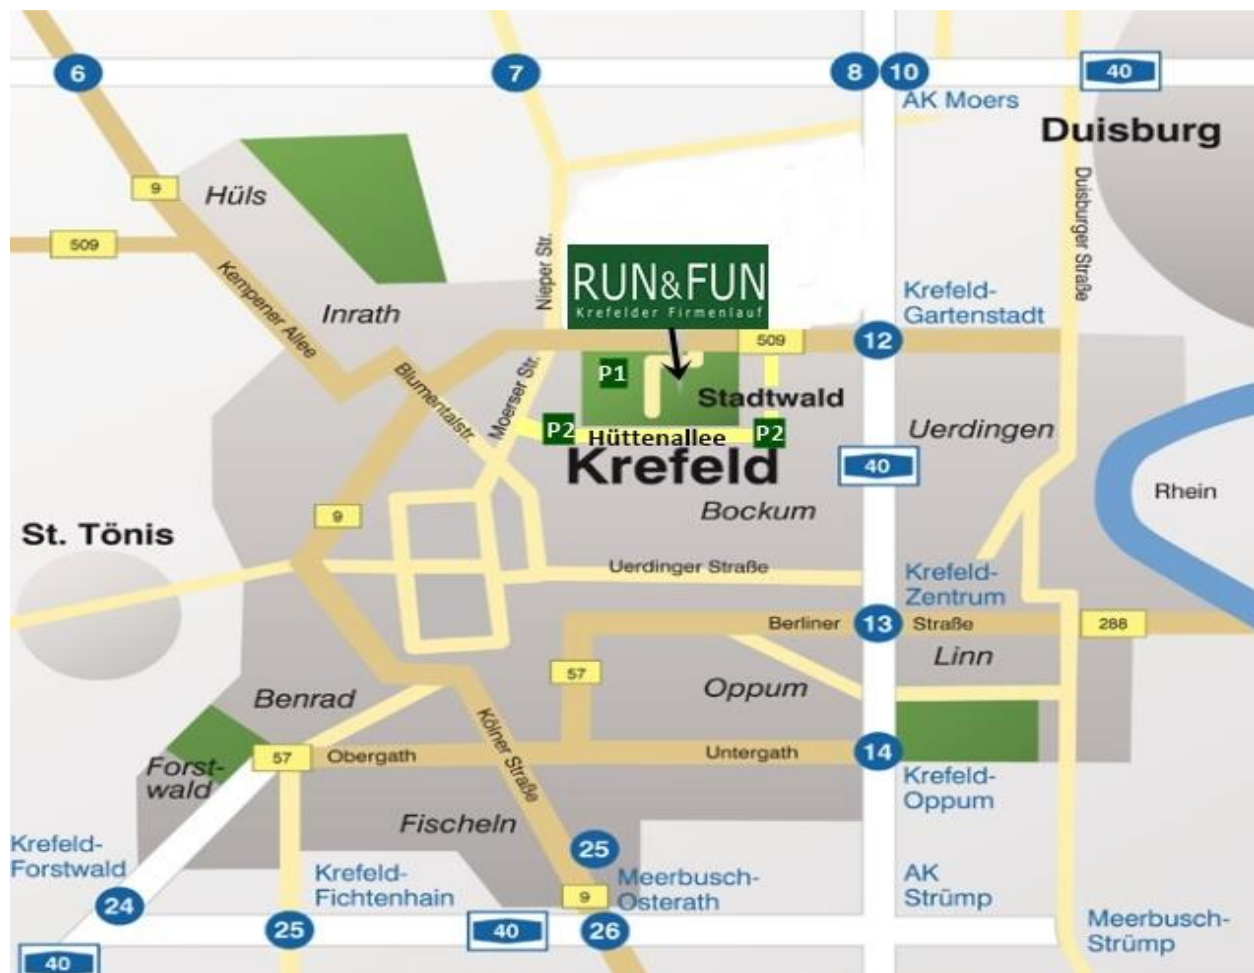 6
7
8
10
40
AK Moers
Duisburg
9
Hüls
509
Kempener Allee
Inrath
Nieper Str.
RUN&FUN
Krefelder Firmenlauf
Duisburger Straße
Krefeld-
Gartenstadt
509
12
P1
Stadtwald
Blumentalstr.
Moerser Str.
P2
Hüttenallee
P2
Krefeld
40
Uerdingen
Rhein
Bockum
9
St. Tönis
Uerdinger Straße
Krefeld-
Zentrum
Berliner
13
Straße
288
57
Linn
Benrad
Oppum
Kölner Straße
57
Obergath
Untergath
14
Forst-
wald
Krefeld-
Oppum
Fischeln
Krefeld-
Forstwald
25
Krefeld-
Fichtenhain
Meerbusch-
Osterath
9
AK
Strümp
24
25
40
26
Meerbusch-
Strümp
40